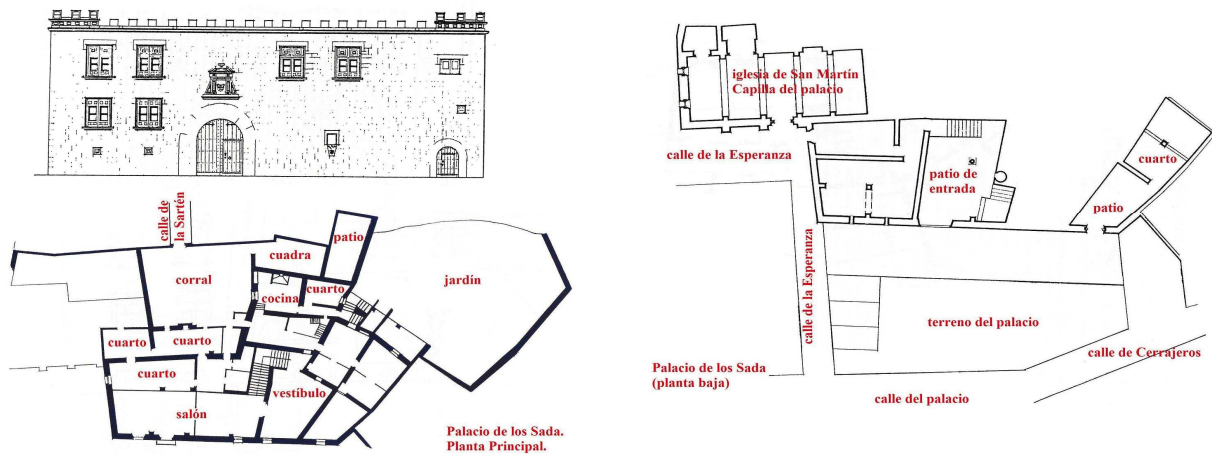 calle de
la Sartén
patio
cuadra
corral
jardín
cocina
cuarto
cuarto
cuarto
cuarto
vestíbulo
salón
Palacio de los Sada.
Planta Principal.
iglesia de San Martín
Capilla del palacio
calle de la Esperanza
patio de
entrada
cuarto
patio
calle de la Esperanza
terreno del palacio
calle de Cerrajeros
Palacio de los Sada
(planta baja)
calle del palacio